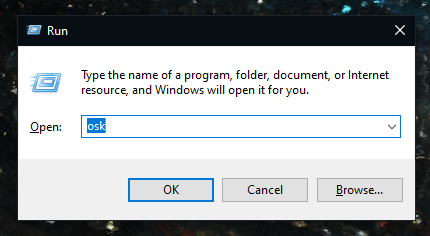 Run
Type the name of a program, folder, document, or Internet
resource, and Windows will open it for you.
Open: osk
OK Cancel Browse...